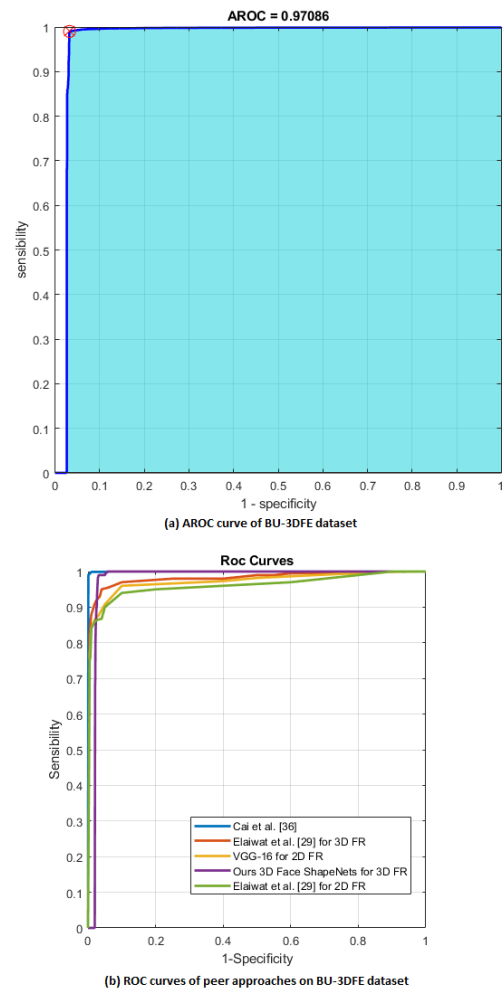 AROC = 0.97086
1
0.9
0.8
0.7
0.6
0.5
0.4
0.3
0.2
0.1
0
sensibility
0 0.1 0.2 0.3 0.4 0.5 0.6 0.7 0.8 0.9 1
1 - specificity
(a) AROC curve of BU-3DFE dataset
Roc Curves
1
0.9
0.8
0.7
0.6
0.5
0.4
0.3
0.2
0.1
0
Sensibility
Cai et al. [36]
Elaiwat et al. [29] for 3D FR
VGG-16 for 2D FR
Ours 3D Face ShapeNets for 3D FR
Elaiwat et al. [29] for 2D FR
0 0.2 0.4 0.6 0.8 1
1-Specificity
(b) ROC curves of peer approaches on BU-3DFE dataset